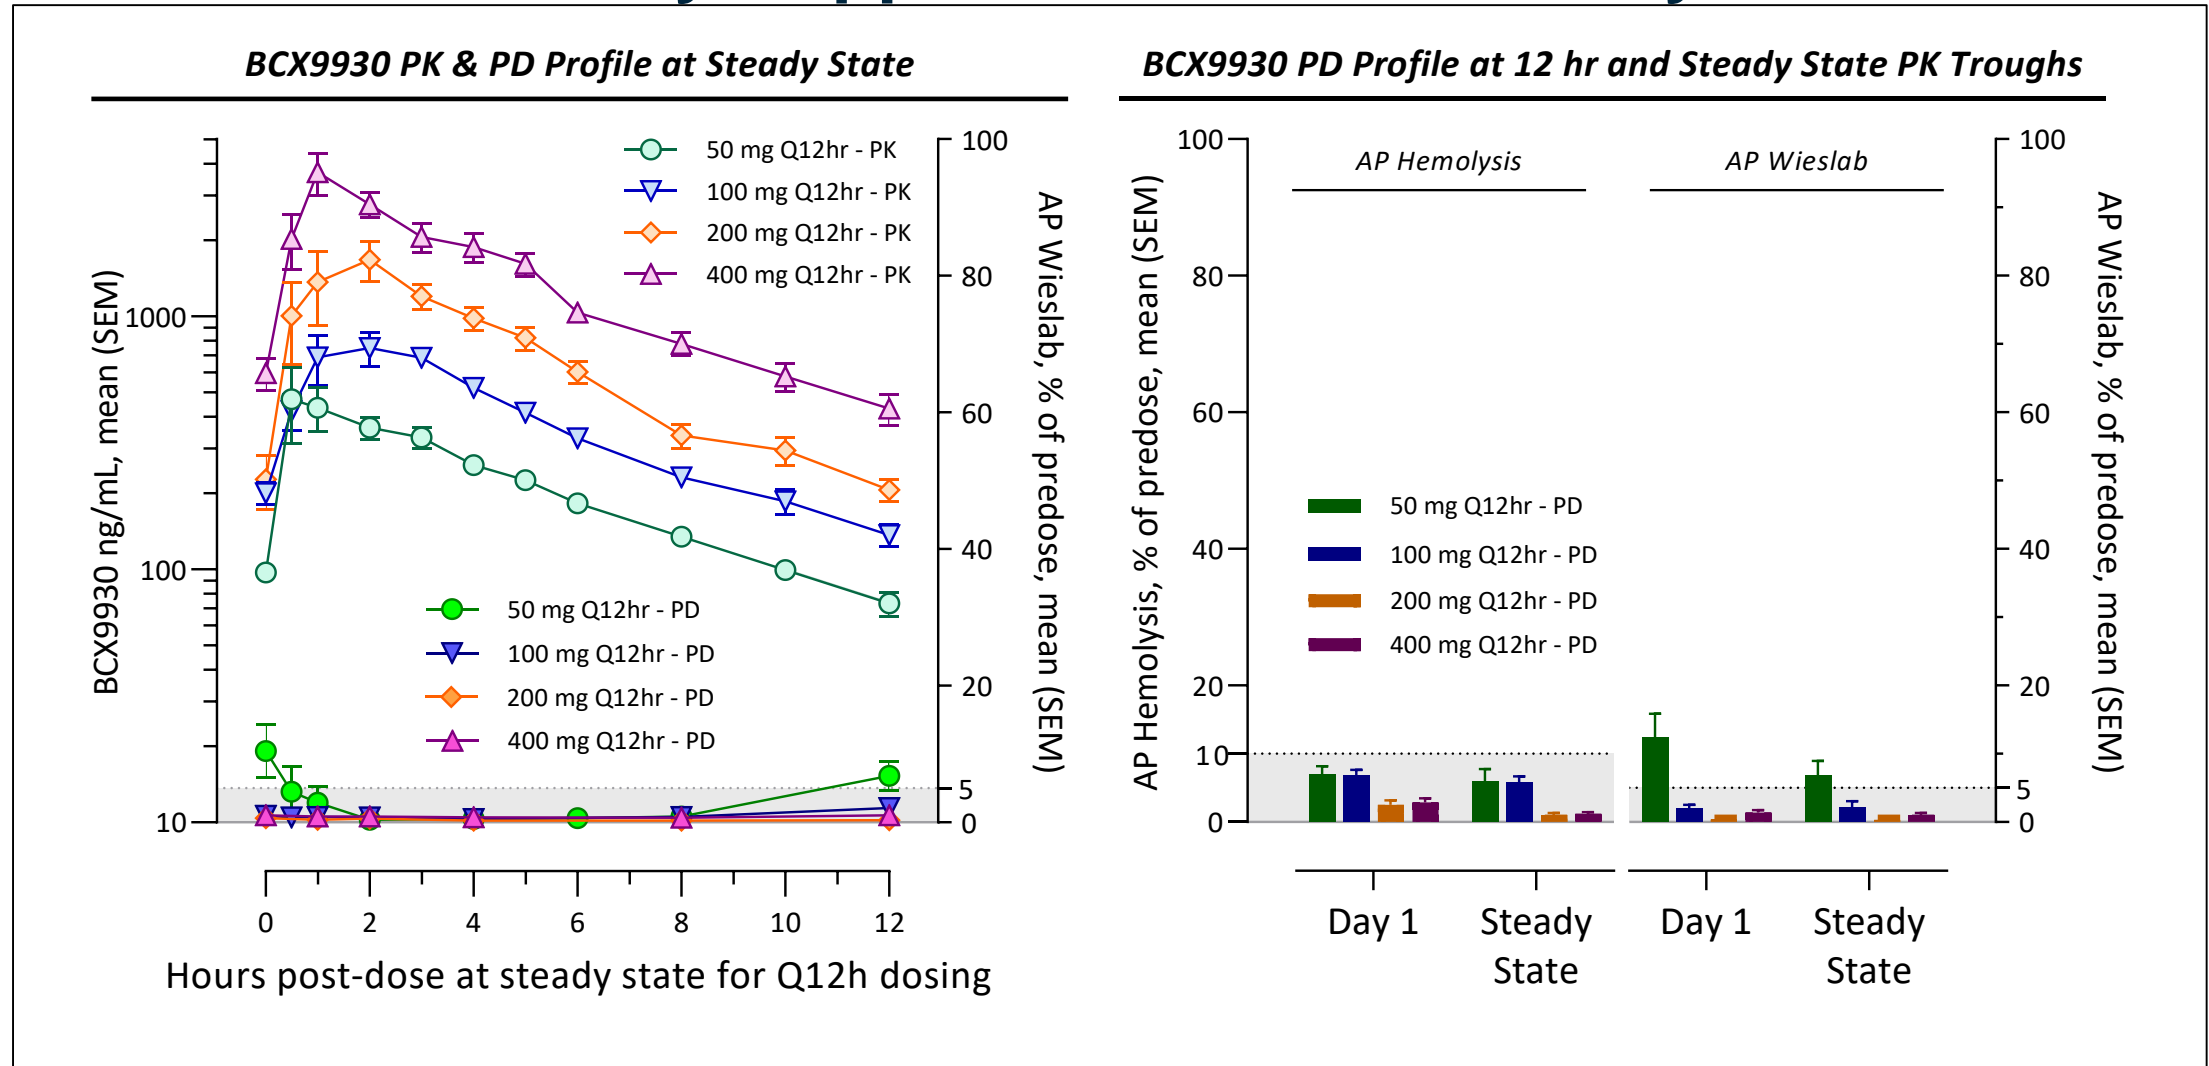 BCX9930 PK & PD Profile at Steady State
50 mg Q12hr - PK
100 mg Q12hr - PK
200 mg Q12hr - PK
400 mg Q12hr - PK
50 mg Q12hr - PD
100 mg Q12hr - PD
200 mg Q12hr - PD
400 mg Q12hr - PD
BCX9930 ng/mL, mean (SEM)
1000
100
10
AP Wieslab, % of predose, mean (SEM)
100
80
60
40
20
5
0
0 2 4 6 8 10 12
Hours post-dose at steady state for Q12h dosing
BCX9930 PD Profile at 12 hr and Steady State PK Troughs
AP Hemolysis
AP Wieslab
AP Hemolysis, % of predose, mean (SEM)
100
80
60
40
20
10
0
50 mg Q12hr - PD
100 mg Q12hr - PD
200 mg Q12hr - PD
400 mg Q12hr - PD
AP Wieslab, % of predose, mean (SEM)
100
80
60
40
20
5
0
Day 1
Steady
State
Day 1
Steady
State